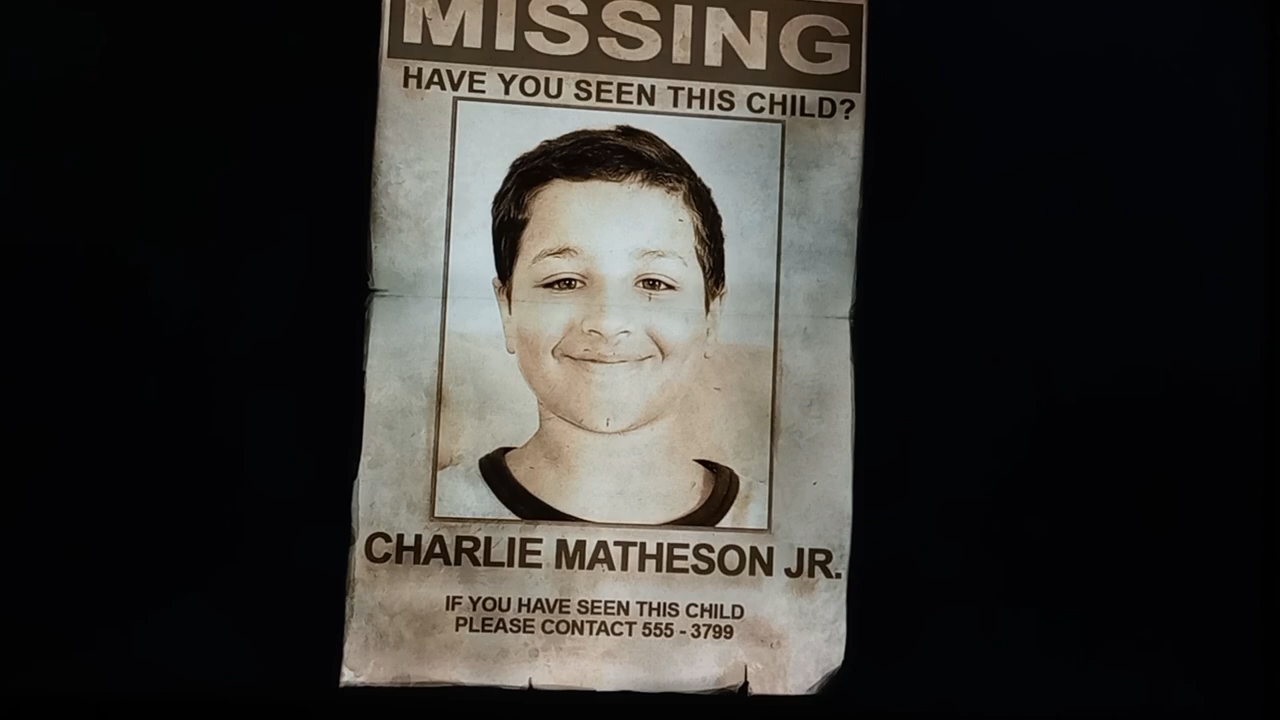 MISSING
HAVE YOU SEEN THIS CHILD?
CHARLIE MATHESON JR.
IF YOU HAVE SEEN THIS CHILD
PLEASE CONTACT 555 - 3799